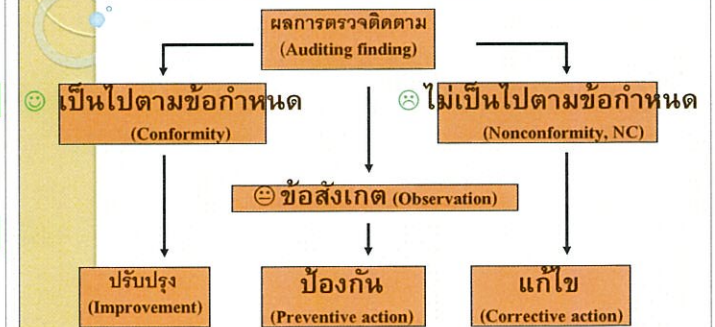 ผลการตรวจติดตาม
(Auditing finding)
เป็นไปตามข้อกำหนด
(Conformity)
ไม่เป็นไปตามข้อกำหนด
(Nonconformity, NC)
ข้อสังเกต (Observation)
ปรับปรุง
(Improvement)
ป้องกัน
(Preventive action)
แก้ไข
(Corrective action)